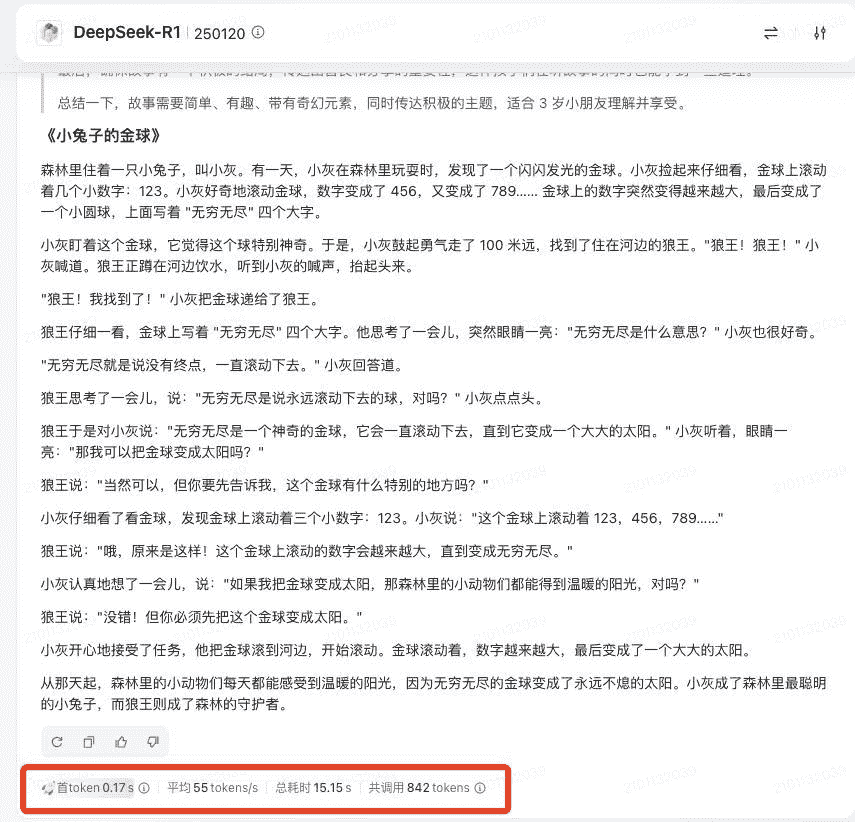 DeepSeek-R1 | 250120
总结一下，故事需要简单、有趣、带有奇幻元素，同时传达积极的主题，适合 3 岁小朋友理解并享受。
《小兔子的金球》
森林里住着一只小兔子，叫小灰。有一天，小灰在森林里玩耍时，发现了一个闪闪发光的金球。小灰捡起来仔细看，金球上滚动
着几个小数字：123。小灰好奇地滚动金球，数字变成了 456，又变成了 789...... 金球上的数字突然变得越来越大，最后变成了
一个小圆球，上面写着 "无穷无尽" 四个大字。
小灰盯着这个金球，它觉得这个球特别神奇。于是，小灰鼓起勇气走了 100 米远，找到了住在河边的狼王。"狼王！狼王！" 小
灰喊道。狼王正蹲在河边饮水，听到小灰的喊声，抬起头来。
"狼王！我找到了！" 小灰把金球递给了狼王。
狼王仔细一看，金球上写着 "无穷无尽" 四个大字。他思考了一会儿，突然眼睛一亮："无穷无尽是什么意思？" 小灰也很好奇。
"无穷无尽就是说没有终点，一直滚动下去。" 小灰回答道。
狼王思考了一会儿，说："无穷无尽是说永远滚动下去的球，对吗？" 小灰点点头。
狼王于是对小灰说："无穷无尽是一个神奇的金球，它会一直滚动下去，直到它变成一个大大的太阳。" 小灰听着，眼睛一
亮："那我可以把金球变成太阳吗？"
狼王说："当然可以，但你要先告诉我，这个金球有什么特别的地方吗？"
小灰仔细看了看金球，发现金球上滚动着三个小数字：123。小灰说："这个金球上滚动着 123，456，789......"
狼王说："哦，原来是这样！这个金球上滚动的数字会越来越大，直到变成无穷无尽。"
小灰认真地想了一会儿，说："如果我把金球变成太阳，那森林里的小动物们都能得到温暖的阳光，对吗？"
狼王说："没错！但你必须先把这个金球变成太阳。"
小灰开心地接受了任务，他把金球滚到河边，开始滚动。金球滚动着，数字越来越大，最后变成了一个大大的太阳。
从那天起，森林里的小动物们每天都能感受到温暖的阳光，因为无穷无尽的金球变成了永远不熄的太阳。小灰成了森林里最聪明
的小兔子，而狼王则成了森林的守护者。
首token 0.17 s | 平均 55 tokens/s | 总耗时 15.15 s | 共调用 842 tokens